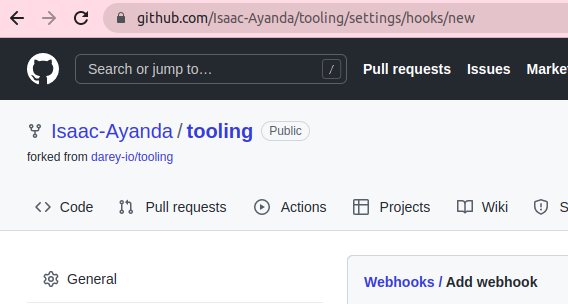 github.com/Isaac-Ayanda/tooling/settings/hooks/new
Search or jump to… / Pull requests Issues Marke
Isaac-Ayanda / tooling Public
forked from darey-io/tooling
Code Pull requests Actions Projects Wiki S
General
Webhooks / Add webhook